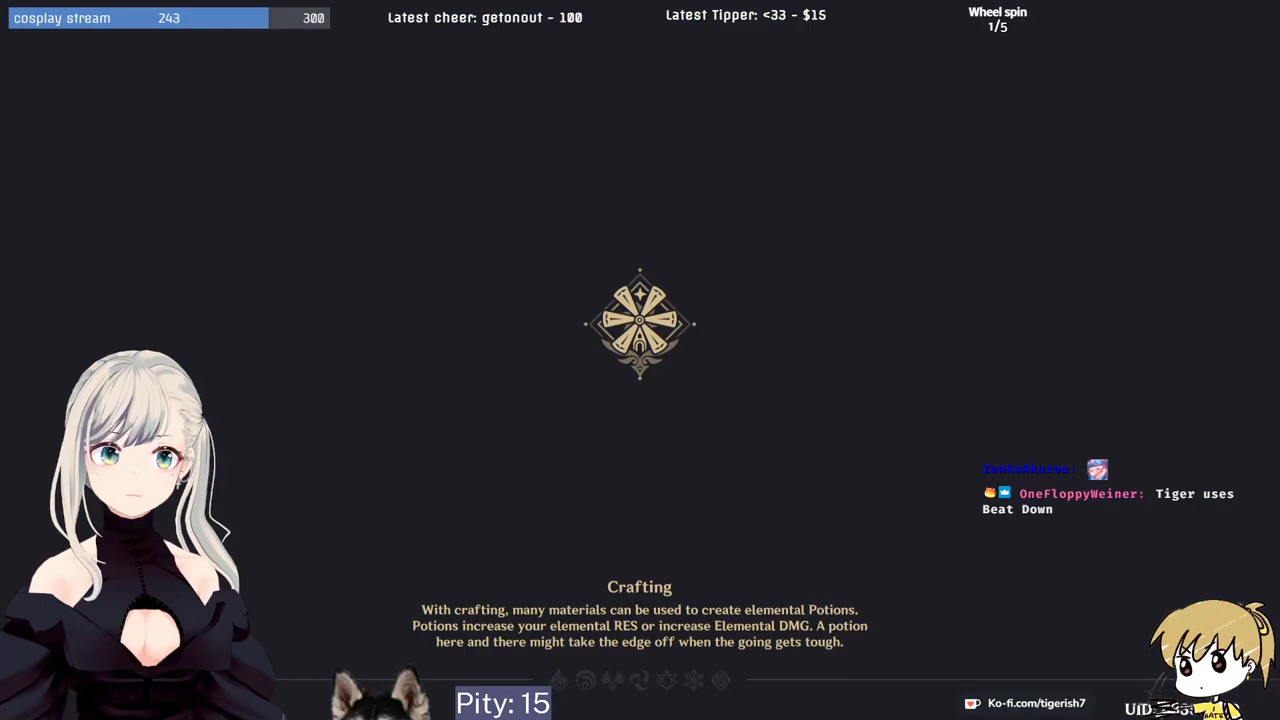 cosplay stream 243 300
Latest cheer: getonout - 100
Latest Tipper: <33 - $15
Wheel spin
1/5
OneFloppyWeiner: Tiger uses
Beat Down
Crafting
With crafting, many materials can be used to create elemental Potions.
Potions increase your elemental RES or increase Elemental DMG. A potion
here and there might take the edge off when the going gets tough.
Pity: 15
Ko-fi.com/tigerish7
UID